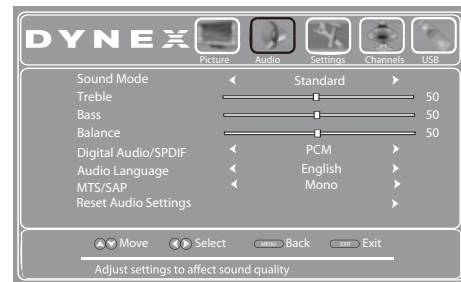 DYNEX
Picture Audio Settings Channels USB
Sound Mode Standard
Treble 50
Bass 50
Balance 50
Digital Audio/SPDIF PCM
Audio Language English
MTS/SAP Mono
Reset Audio Settings
Move Select MENU Back EXIT Exit
Adjust settings to affect sound quality